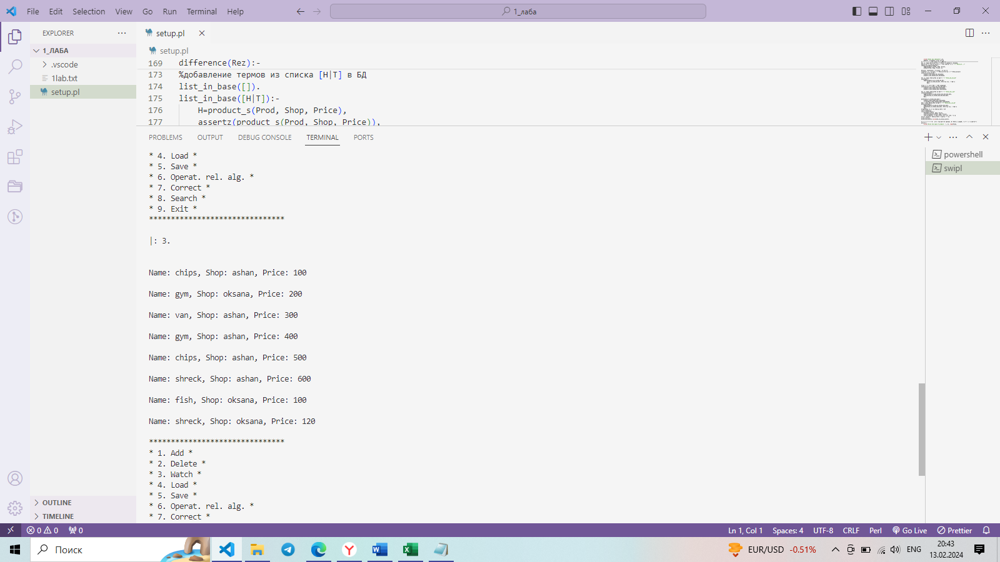 File Edit Selection View Go Run Terminal Help
1_лаба
EXPLORER
1_ЛАБА
.vscode
1lab.txt
setup.pl
OUTLINE
TIMELINE
setup.pl
setup.pl
169 difference(Rez):-
173 %добавление термов из списка [H|T] в БД
174 list_in_base([]).
175 list_in_base([H|T]):-
176 H=product_s(Prod, Shop, Price),
177 assertz(product_s(Prod, Shop, Price)),
PROBLEMS OUTPUT DEBUG CONSOLE TERMINAL PORTS
powershell
swipl
* 4. Load *
* 5. Save *
* 6. Operat. rel. alg. *
* 7. Correct *
* 8. Search *
* 9. Exit *
*******************************
|: 3.
Name: chips, Shop: ashan, Price: 100
Name: gym, Shop: oksana, Price: 200
Name: van, Shop: ashan, Price: 300
Name: gym, Shop: ashan, Price: 400
Name: chips, Shop: ashan, Price: 500
Name: shreck, Shop: ashan, Price: 600
Name: fish, Shop: oksana, Price: 100
Name: shreck, Shop: oksana, Price: 120
*******************************
* 1. Add *
* 2. Delete *
* 3. Watch *
* 4. Load *
* 5. Save *
* 6. Operat. rel. alg. *
* 7. Correct *
0 0 0 Ln 1, Col 1 Spaces: 4 UTF-8 CRLF Perl Go Live Prettier
Поиск
EUR/USD -0.51%
ENG
20:43
13.02.2024